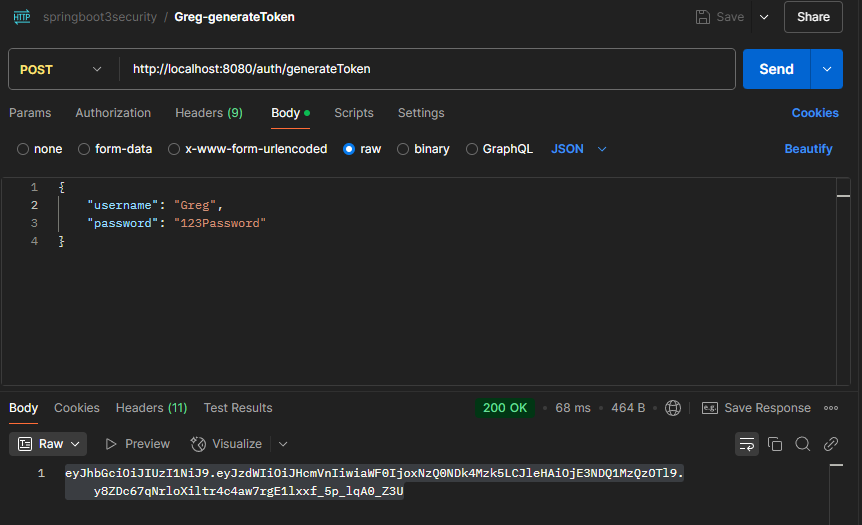 HTTP springboot3security / Greg-generateToken Save Share
POST http://localhost:8080/auth/generateToken Send
Params Authorization Headers (9) Body Scripts Settings Cookies
none form-data x-www-form-urlencoded raw binary GraphQL JSON Beautify
1 {
2 "username": "Greg",
3 "password": "123Password"
4 }
Body Cookies Headers (11) Test Results 200 OK 68 ms 464 B e.g. Save Response
Raw Preview Visualize
1 eyJhbGciOiJIUzI1NiJ9.eyJzdWIiOiJHcmVnIiwiaWF0IjoxNzQ0NDk4Mzk5LCJleHAiOjE3NDQ1MzQzOTl9.
y8ZDc67qNrloXiltr4c4aw7rgE1lxxf_5p_lqA0_Z3U